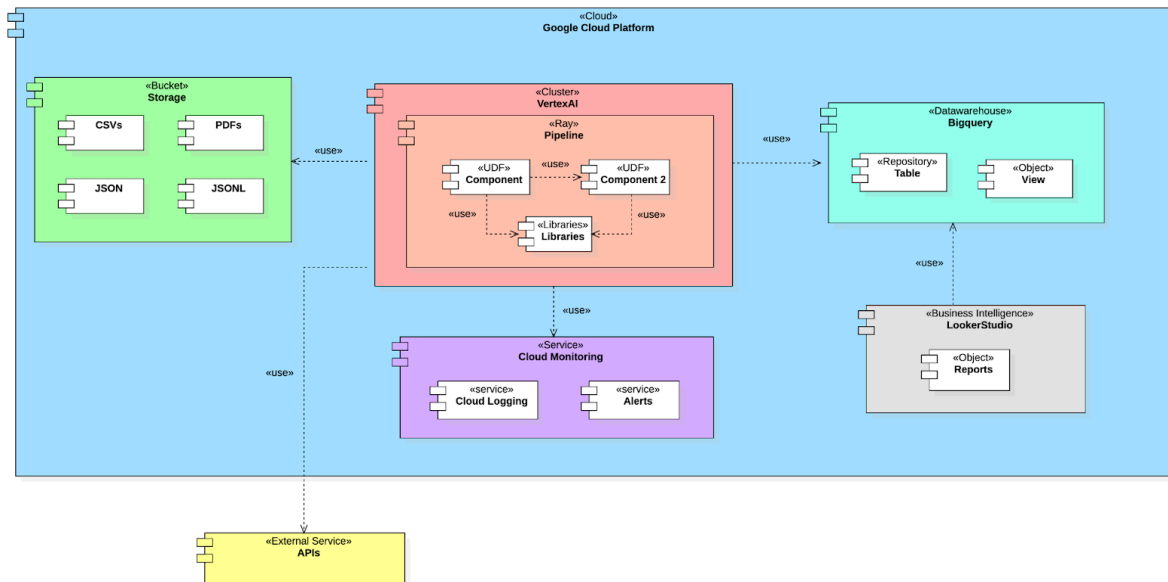 «Cloud»
Google Cloud Platform
«Bucket»
Storage
CSVs
PDFs
JSON
JSONL
«use»
«Cluster»
VertexAI
«Ray»
Pipeline
«UDF»
Component
«use»
«UDF»
Component 2
«use»
«use»
«Libraries»
Libraries
«use»
«Datawarehouse»
Bigquery
«Repository»
Table
«Object»
View
«use»
«Business Intelligence»
LookerStudio
«Object»
Reports
«use»
«Service»
Cloud Monitoring
«service»
Cloud Logging
«service»
Alerts
«use»
«External Service»
APIs